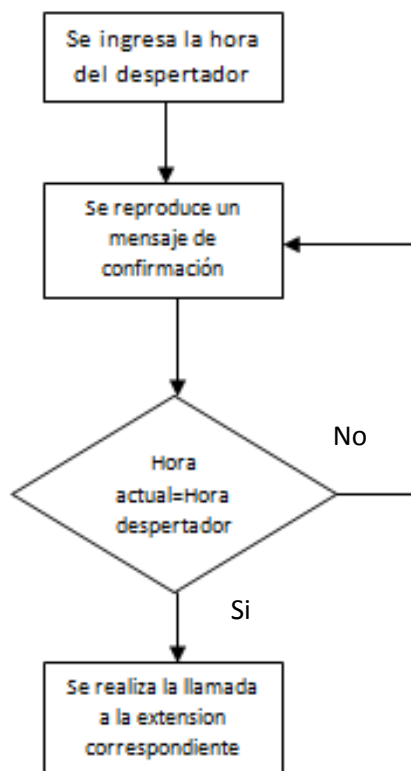 Se ingresa la hora
del despertador
Se reproduce un
mensaje de
confirmación
Hora
actual=Hora
despertador
No
Si
Se realiza la llamada
a la extension
correspondiente